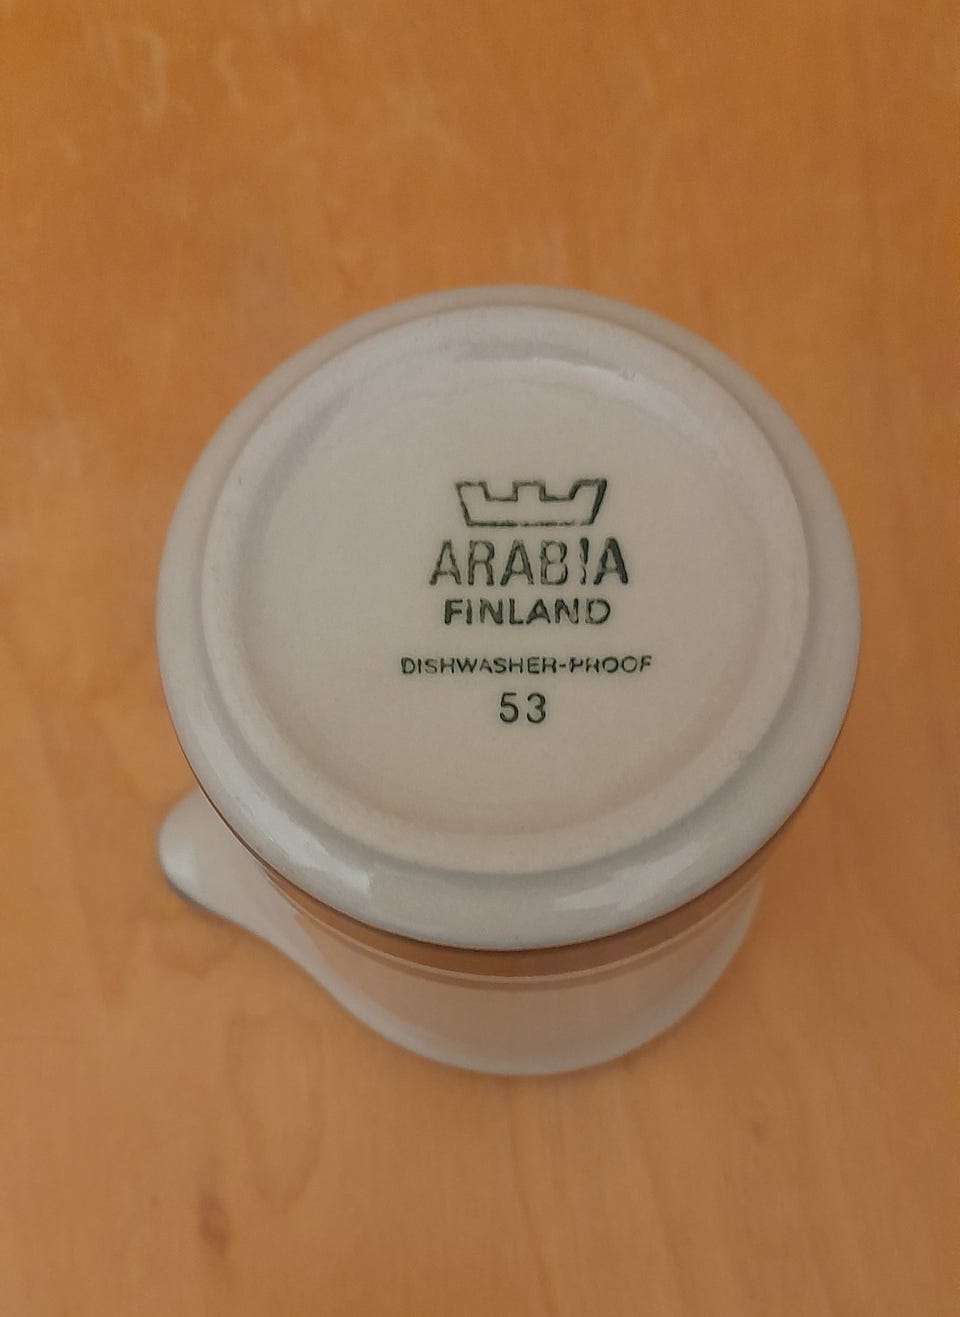 ARABIA
FINLAND
DISHWASHER-PROOF
53